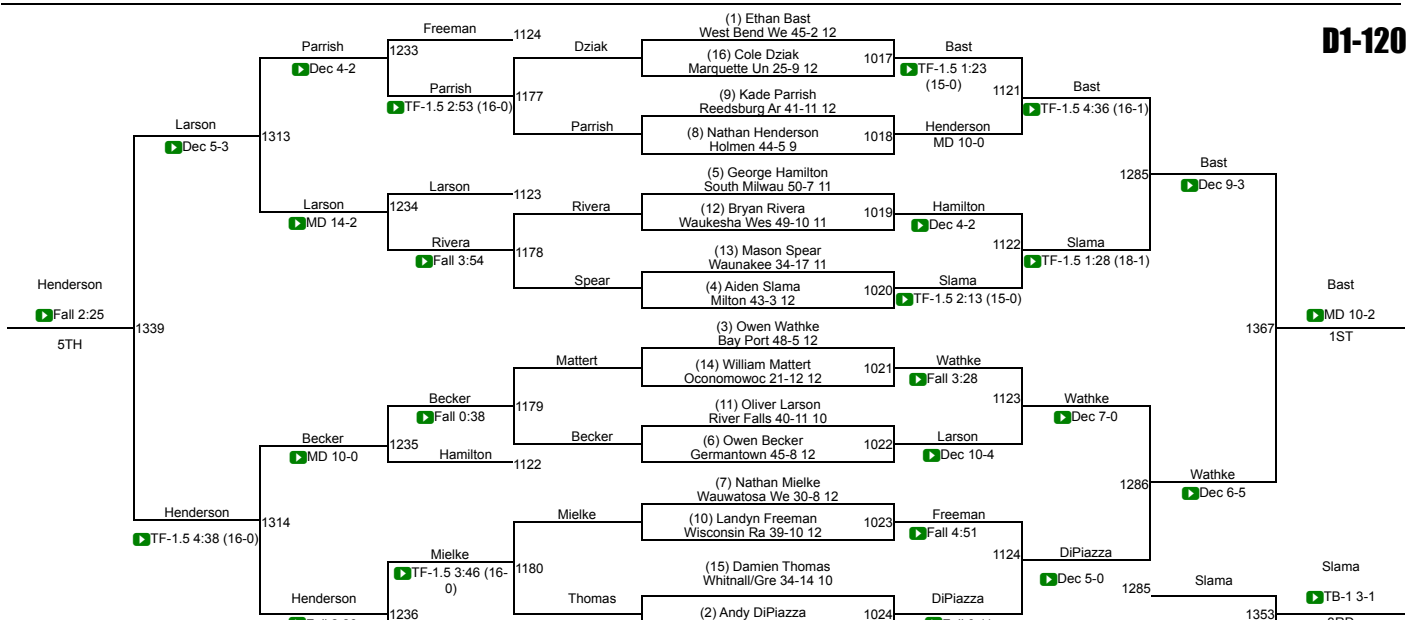 D1-120
Freeman
1124
Parrish
Dec 4-2
1233
Parrish
TF-1.5 2:53 (16-0)
1177
Dziak
Parrish
Larson
Dec 5-3
1313
Larson
MD 14-2
Larson
1123
1234
Rivera
Fall 3:54
1178
Rivera
Spear
Henderson
Fall 2:25
5TH
1339
Mattert
Becker
Fall 0:38
1179
Becker
Becker
MD 10-0
1235
Hamilton
1122
Henderson
TF-1.5 4:38 (16-0)
1314
Mielke
Mielke
TF-1.5 3:46 (16-
0)
1180
Thomas
Henderson
1236
(1) Ethan Bast
West Bend We 45-2 12
(16) Cole Dziak
Marquette Un 25-9 12
1017
(9) Kade Parrish
Reedsburg Ar 41-11 12
(8) Nathan Henderson
Holmen 44-5 9
1018
(5) George Hamilton
South Milwau 50-7 11
(12) Bryan Rivera
Waukesha Wes 49-10 11
1019
(13) Mason Spear
Waunakee 34-17 11
(4) Aiden Slama
Milton 43-3 12
1020
(3) Owen Wathke
Bay Port 48-5 12
(14) William Mattert
Oconomowoc 21-12 12
1021
(11) Oliver Larson
River Falls 40-11 10
(6) Owen Becker
Germantown 45-8 12
1022
(7) Nathan Mielke
Wauwatosa We 30-8 12
(10) Landyn Freeman
Wisconsin Ra 39-10 12
1023
(15) Damien Thomas
Whitnall/Gre 34-14 10
(2) Andy DiPiazza
1024
Bast
TF-1.5 1:23
(15-0)
1121
Henderson
MD 10-0
Bast
TF-1.5 4:36 (16-1)
Hamilton
Dec 4-2
1122
Slama
TF-1.5 2:13 (15-0)
Slama
TF-1.5 1:28 (18-1)
1285
Bast
Dec 9-3
Wathke
Fall 3:28
1123
Larson
Dec 10-4
Wathke
Dec 7-0
1286
Wathke
Dec 6-5
Freeman
Fall 4:51
1124
DiPiazza
DiPiazza
Dec 5-0
1367
Bast
MD 10-2
1ST
1285
Slama
1353
Slama
TB-1 3-1